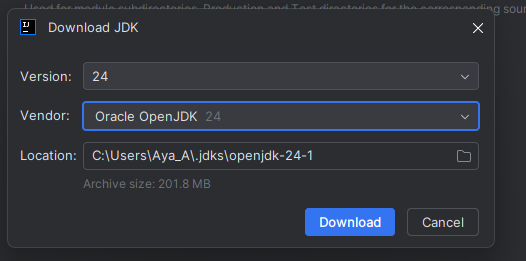 Used for module subdirectories, Production and Test directories for the corresponding sour
Download JDK
Version: 24
Vendor: Oracle OpenJDK 24
Location: C:\Users\Aya_A\.jdks\openjdk-24-1
Archive size: 201.8 MB
Download Cancel